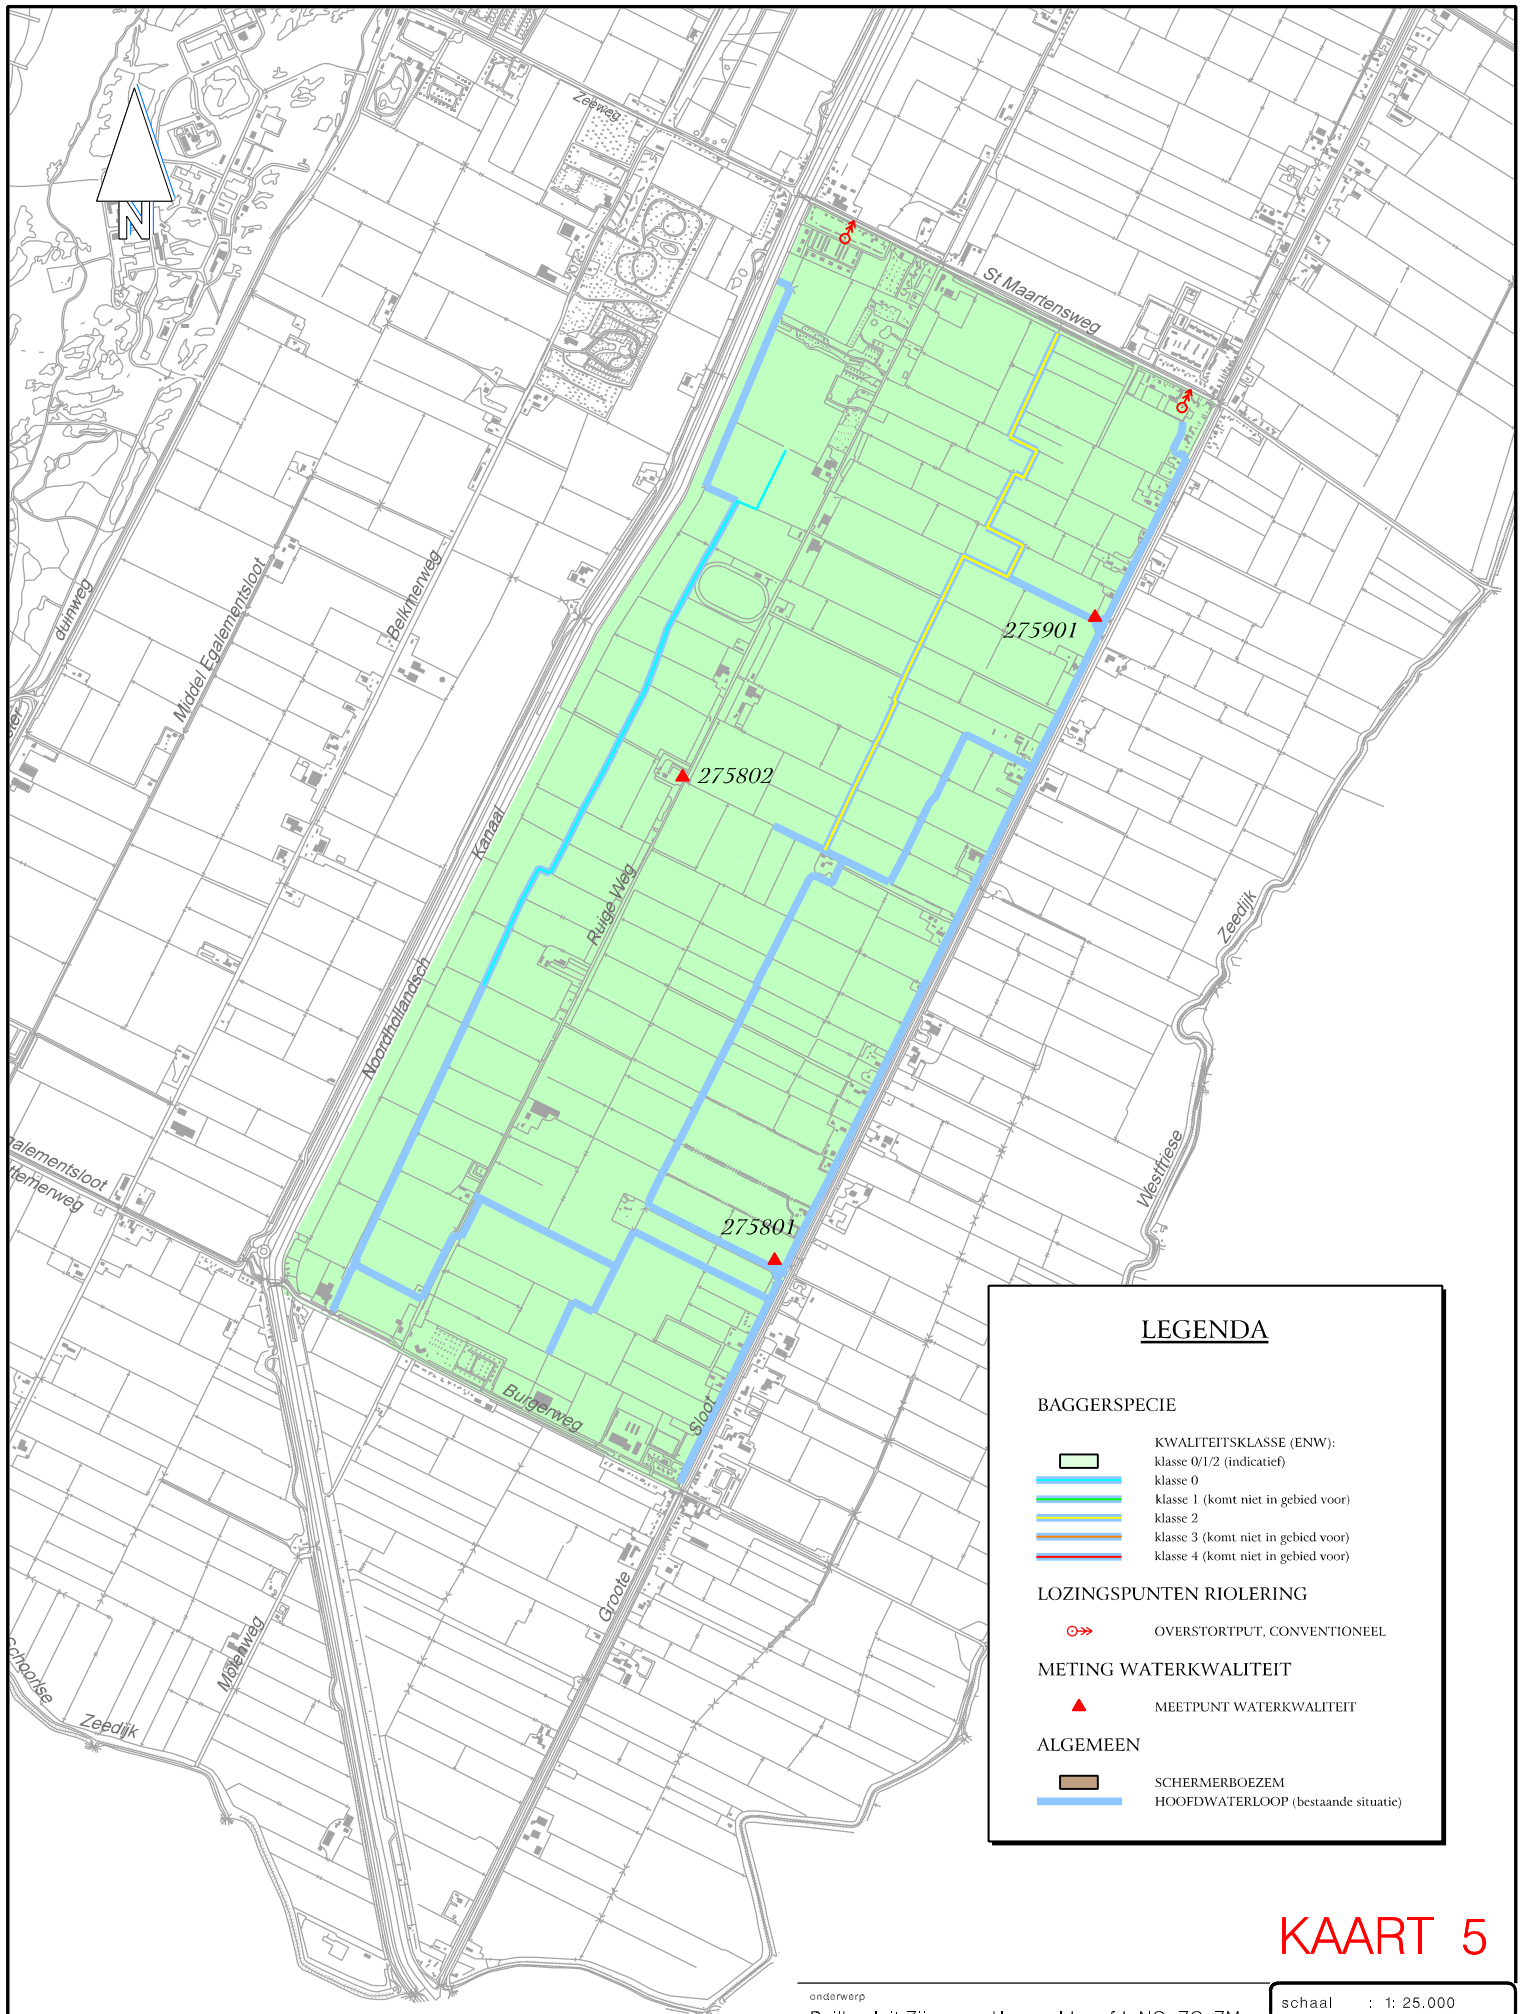 Zeeweg
N
St Maartensweg
duinweg
Middel Egalementsloot
Belkmerweg
275901
275802
Kanaal
Ruige Weg
Zeedijk
Noordhollandsch
Westfriese
275801
Burgerweg
Sloot
Groote
Molenweg
Schoorlse
Zeedijk
LEGENDA
BAGGERSPECIE
KWALITEITSKLASSE (ENW):
klasse 0/1/2 (indicatief)
klasse 0
klasse 1 (komt niet in gebied voor)
klasse 2
klasse 3 (komt niet in gebied voor)
klasse 4 (komt niet in gebied voor)
LOZINGSPUNTEN RIOLERING
OVERSTORTPUT, CONVENTIONEEL
METING WATERKWALITEIT
MEETPUNT WATERKWALITEIT
ALGEMEEN
SCHERMERBOEZEM
HOOFDWATERLOOP (bestaande situatie)
KAART 5
onderwerp
schaal : 1: 25.000